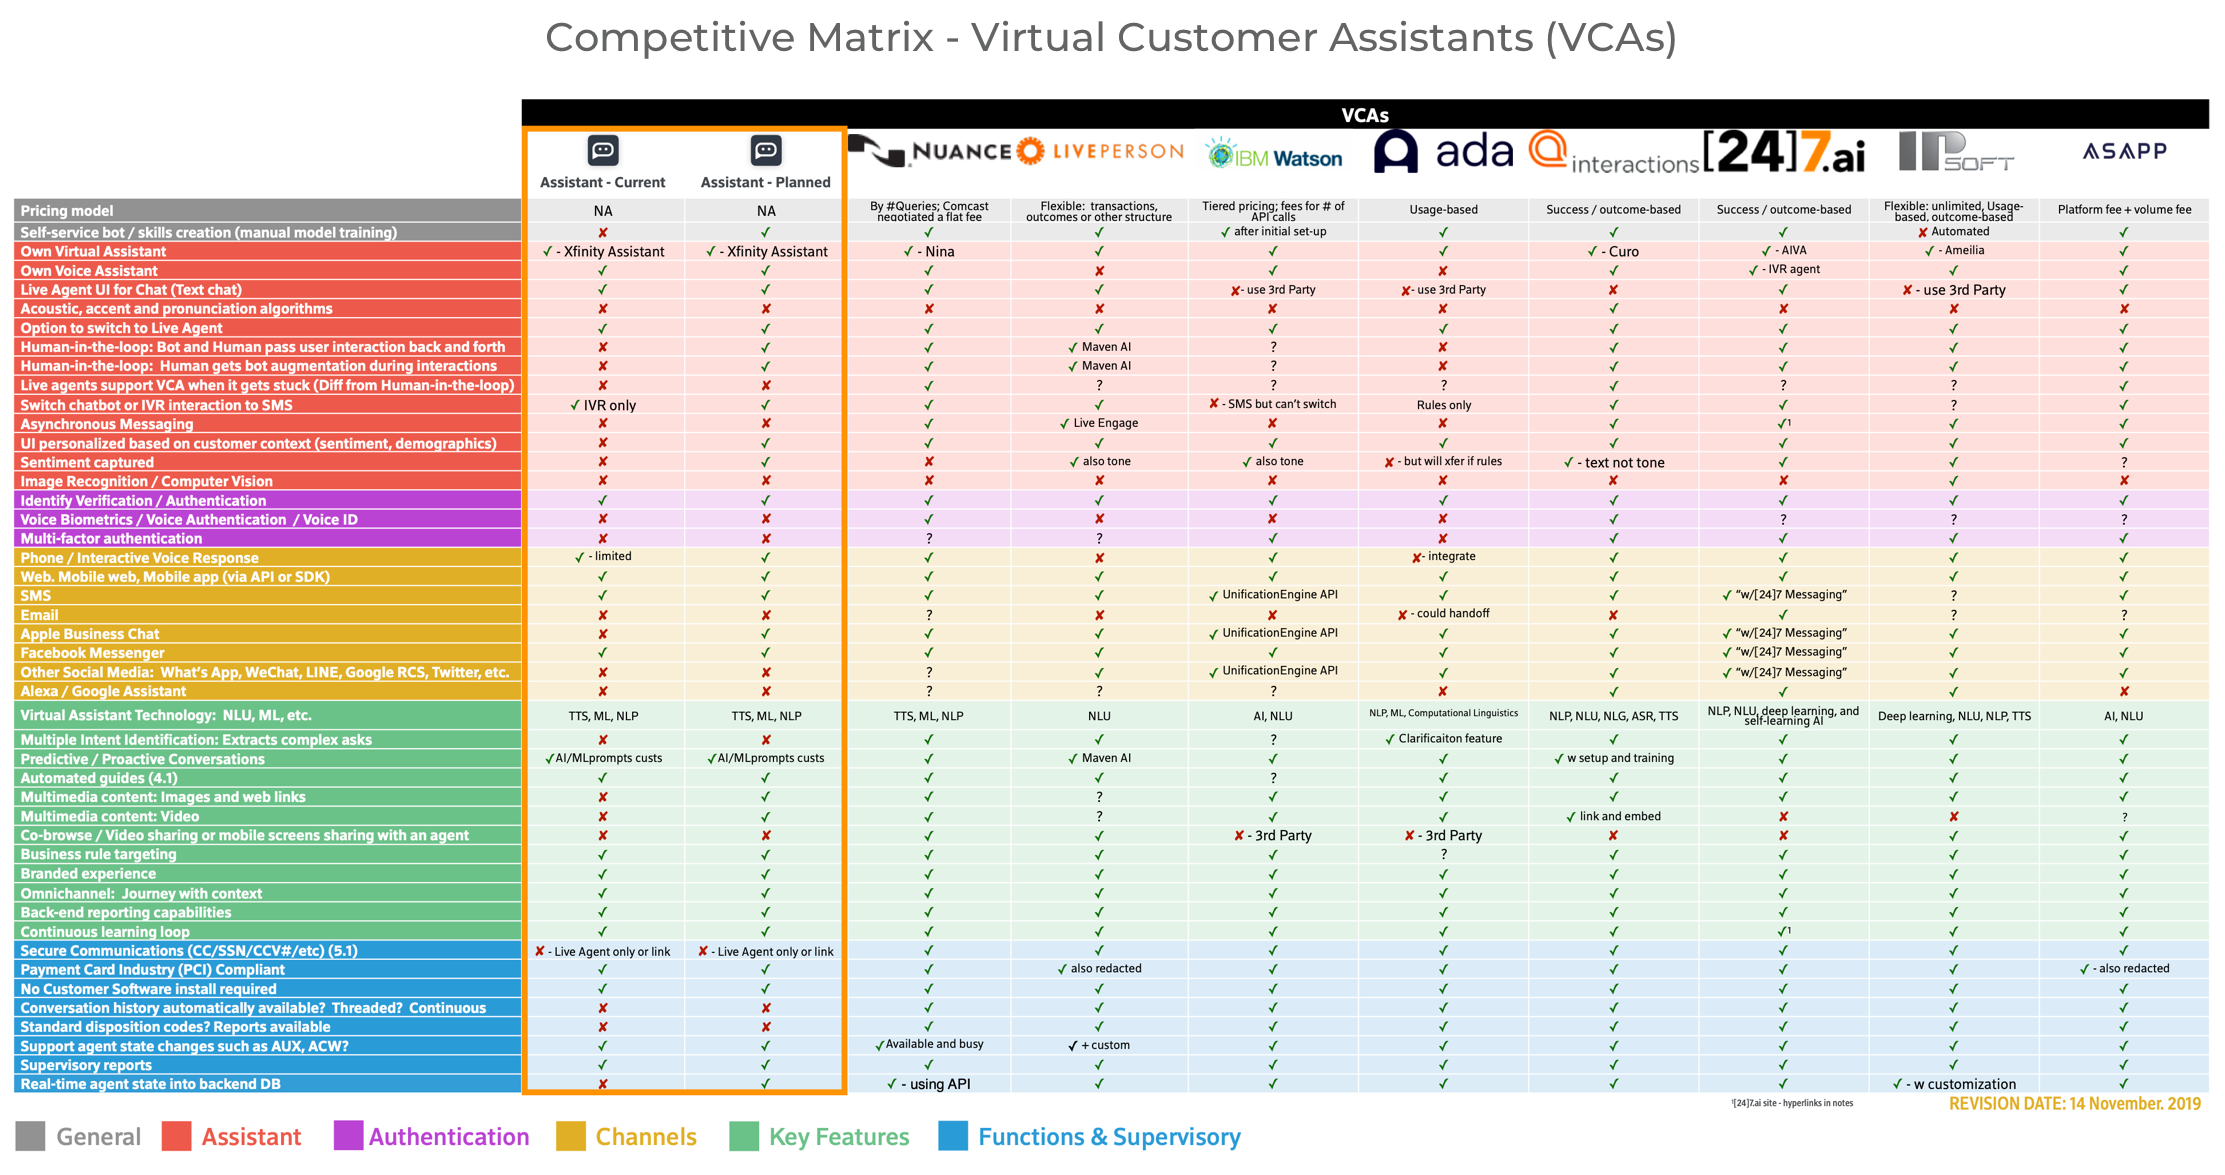 Competitive Matrix - Virtual Customer Assistants (VCAs)
VCAs
NUANCE LIVEPERSON IBM Watson ada interactions [24]7.ai IPSOFT ASAPP
Assistant - Current Assistant - Planned
Pricing model NA NA By #Queries; Comcast negotiated a flat fee Flexible: transactions, outcomes or other structure Tiered pricing; fees for # of API calls Usage-based Success / outcome-based Success / outcome-based Flexible: unlimited, Usage-based, outcome-based Platform fee + volume fee
Self-service bot / skills creation (manual model training) ✘ ✓ ✓ ✓ ✓ after initial set-up ✓ ✓ ✓ ✘ Automated ✓
Own Virtual Assistant ✓ - Xfinity Assistant ✓ - Xfinity Assistant ✓ - Nina ✓ ✓ ✓ ✓ - Curo ✓ - AIVA ✓ - Ameilia ✓
Own Voice Assistant ✓ ✓ ✓ ✘ ✓ ✘ ✓ ✓ - IVR agent ✓ ✓
Live Agent UI for Chat (Text chat) ✓ ✓ ✓ ✓ ✘- use 3rd Party ✘- use 3rd Party ✘ ✓ ✘ - use 3rd Party ✓
Acoustic, accent and pronunciation algorithms ✘ ✘ ✘ ✘ ✘ ✘ ✓ ✘ ✘ ✘
Option to switch to Live Agent ✓ ✓ ✓ ✓ ✓ ✓ ✓ ✓ ✓ ✓
Human-in-the-loop: Bot and Human pass user interaction back and forth ✘ ✓ ✓ ✓ Maven AI ? ✘ ✓ ✓ ✓ ✓
Human-in-the-loop: Human gets bot augmentation during interactions ✘ ✓ ✓ ✓ Maven AI ? ✘ ✓ ✓ ✓ ✓
Live agents support VCA when it gets stuck (Diff from Human-in-the-loop) ✘ ✘ ✓ ? ? ? ✓ ? ? ✓
Switch chatbot or IVR interaction to SMS ✓ IVR only ✓ ✓ ✓ ✘ - SMS but can't switch Rules only ✓ ✓ ? ✓
Asynchronous Messaging ✘ ✘ ✓ ✓ Live Engage ✘ ✘ ✓ ✓¹ ✓ ✓
UI personalized based on customer context (sentiment, demographics) ✘ ✓ ✓ ✓ ✓ ✓ ✓ ✓ ✓ ✓
Sentiment captured ✘ ✓ ✘ ✓ also tone ✓ also tone ✘ - but will xfer if rules ✓ - text not tone ✓ ✓ ?
Image Recognition / Computer Vision ✘ ✘ ✘ ✘ ✘ ✘ ✘ ✘ ✓ ✘
Identify Verification / Authentication ✓ ✓ ✓ ✓ ✓ ✓ ✓ ✓ ✓ ✓
Voice Biometrics / Voice Authentication / Voice ID ✘ ✘ ✓ ✘ ✘ ✘ ✓ ? ? ?
Multi-factor authentication ✘ ✘ ? ? ✓ ✘ ✓ ✓ ✓ ✓
Phone / Interactive Voice Response ✓ - limited ✓ ✓ ✘ ✓ ✘- integrate ✓ ✓ ✓ ✓
Web. Mobile web, Mobile app (via API or SDK) ✓ ✓ ✓ ✓ ✓ ✓ ✓ ✓ ✓ ✓
SMS ✓ ✓ ✓ ✓ ✓ UnificationEngine API ✓ ✓ ✓ "w/[24]7 Messaging" ? ✓
Email ✘ ✘ ? ✘ ✘ ✘ - could handoff ✘ ✓ ? ?
Apple Business Chat ✘ ✓ ✓ ✓ ✓ UnificationEngine API ✓ ✓ ✓ "w/[24]7 Messaging" ✓ ✓
Facebook Messenger ✓ ✓ ✓ ✓ ✓ ✓ ✓ ✓ "w/[24]7 Messaging" ✓ ✓
Other Social Media: What's App, WeChat, LINE, Google RCS, Twitter, etc. ✘ ✘ ? ✓ ✓ UnificationEngine API ✓ ✓ ✓ "w/[24]7 Messaging" ✓ ✓
Alexa / Google Assistant ✘ ✘ ? ? ? ✘ ✓ ✓ ✓ ✘
Virtual Assistant Technology: NLU, ML, etc. TTS, ML, NLP TTS, ML, NLP TTS, ML, NLP NLU AI, NLU NLP, ML, Computational Linguistics NLP, NLU, NLG, ASR, TTS NLP, NLU, deep learning, and self-learning AI Deep learning, NLU, NLP, TTS AI, NLU
Multiple Intent Identification: Extracts complex asks ✘ ✘ ✓ ✓ ? ✓ Clarificaiton feature ✓ ✓ ✓ ✓
Predictive / Proactive Conversations ✓AI/MLprompts custs ✓AI/MLprompts custs ✓ ✓ Maven AI ✓ ✓ ✓ w setup and training ✓ ✓ ✓
Automated guides (4.1) ✓ ✓ ✓ ✓ ? ✓ ✓ ✓ ✓ ✓
Multimedia content: Images and web links ✘ ✓ ✓ ? ✓ ✓ ✓ ✓ ✓ ✓
Multimedia content: Video ✘ ✓ ✓ ? ✓ ✓ ✓ link and embed ✘ ✘ ?
Co-browse / Video sharing or mobile screens sharing with an agent ✘ ✘ ✓ ✓ ✘ - 3rd Party ✘ - 3rd Party ✘ ✘ ✓ ✓
Business rule targeting ✓ ✓ ✓ ✓ ✓ ? ✓ ✓ ✓ ✓
Branded experience ✓ ✓ ✓ ✓ ✓ ✓ ✓ ✓ ✓ ✓
Omnichannel: Journey with context ✓ ✓ ✓ ✓ ✓ ✓ ✓ ✓ ✓ ✓
Back-end reporting capabilities ✓ ✓ ✓ ✓ ✓ ✓ ✓ ✓ ✓ ✓
Continuous learning loop ✓ ✓ ✓ ✓ ✓ ✓ ✓ ✓¹ ✓ ✓
Secure Communications (CC/SSN/CCV#/etc) (5.1) ✘ - Live Agent only or link ✘ - Live Agent only or link ✓ ✓ ✓ ✓ ✓ ✓ ✓ ✓
Payment Card Industry (PCI) Compliant ✓ ✓ ✓ ✓ also redacted ✓ ✓ ✓ ✓ ✓ ✓ - also redacted
No Customer Software install required ✓ ✓ ✓ ✓ ✓ ✓ ✓ ✓ ✓ ✓
Conversation history automatically available? Threaded? Continuous ✘ ✘ ✓ ✓ ✓ ✓ ✓ ✓ ✓ ✓
Standard disposition codes? Reports available ✘ ✘ ✓ ✓ ✓ ✓ ✓ ✓ ✓ ✓
Support agent state changes such as AUX, ACW? ✓ ✓ ✓Available and busy ✓ + custom ✓ ✓ ✓ ✓ ✓ ✓
Supervisory reports ✓ ✓ ✓ ✓ ✓ ✓ ✓ ✓ ✓ ✓
Real-time agent state into backend DB ✘ ✓ ✓ - using API ✓ ✓ ✓ ✓ ✓ ✓ - w customization ✓
¹[24]7.ai site - hyperlinks in notes REVISION DATE: 14 November. 2019
General Assistant Authentication Channels Key Features Functions & Supervisory